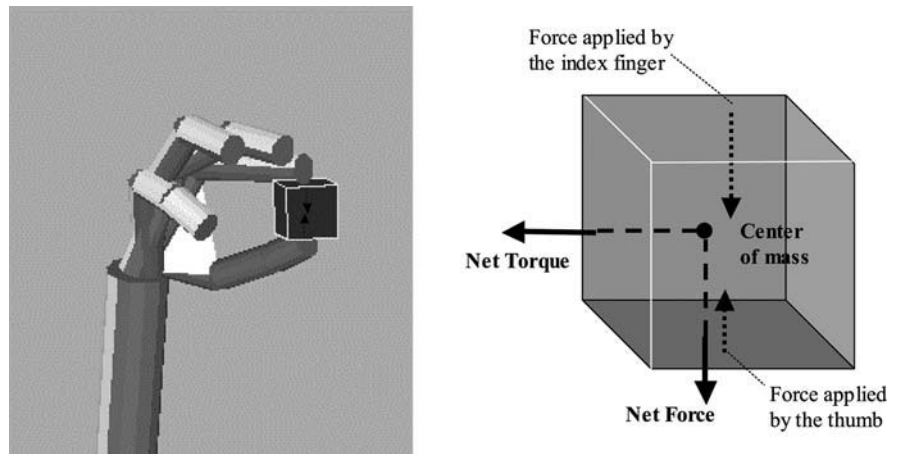 Force applied by
the index finger
Center
of mass
Net Torque
Net Force
Force applied
by the thumb